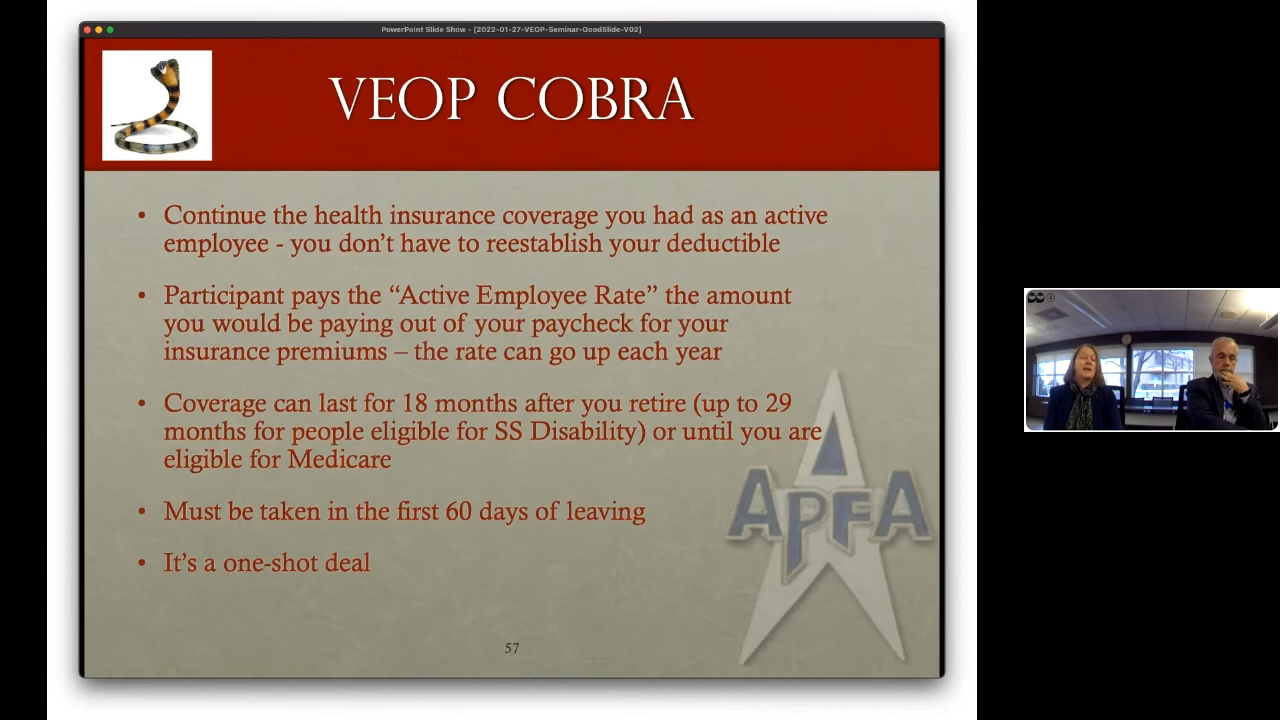 PowerPoint Slide Show - [2022-01-27-VEOP-Seminar-GoodSlide-V02]
VEOP COBRA
• Continue the health insurance coverage you had as an active
employee - you don’t have to reestablish your deductible
• Participant pays the “Active Employee Rate” the amount
you would be paying out of your paycheck for your
insurance premiums – the rate can go up each year
• Coverage can last for 18 months after you retire (up to 29
months for people eligible for SS Disability) or until you are
eligible for Medicare
• Must be taken in the first 60 days of leaving
• It’s a one-shot deal
APFA
57